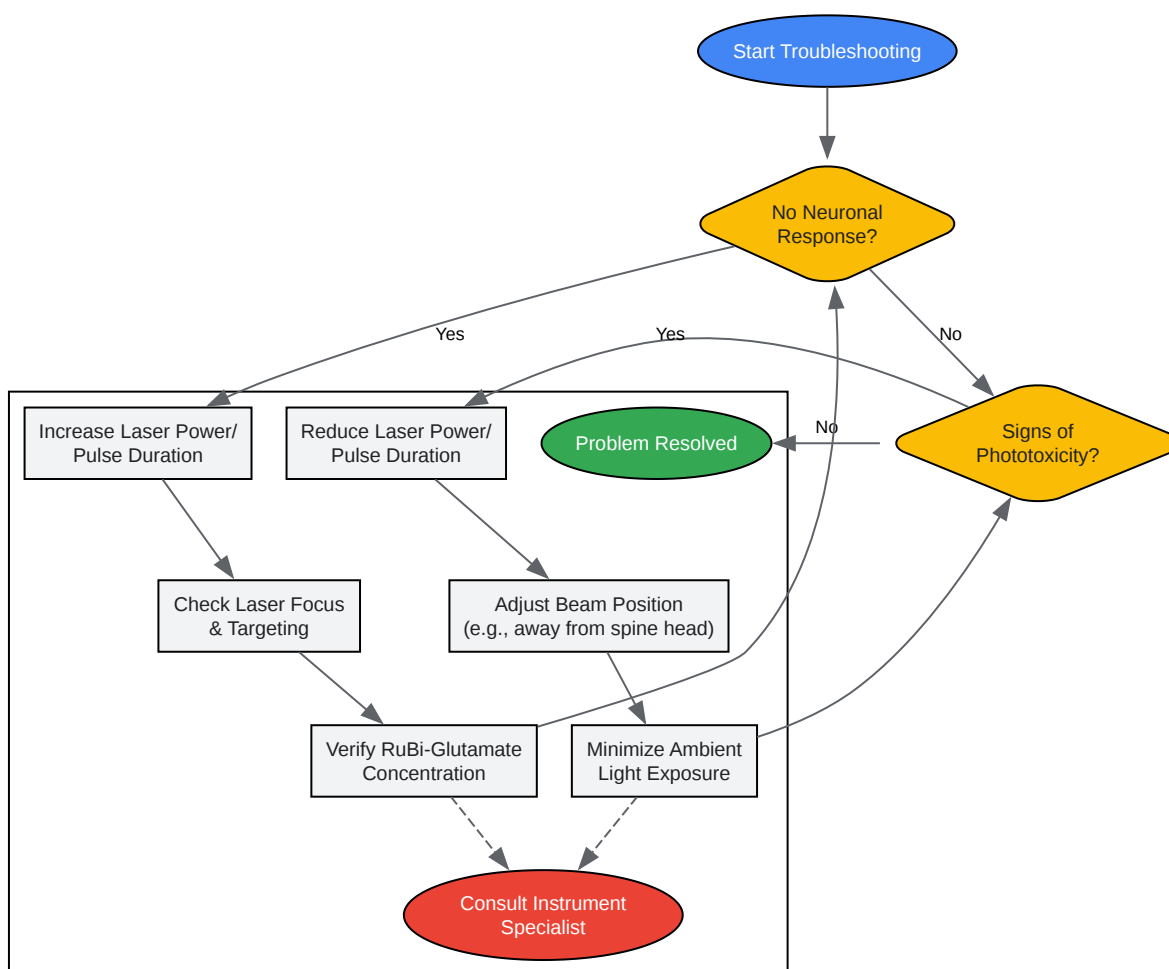 Start Troubleshooting
No Neuronal
Response?
Yes
Yes
No
Increase Laser Power/
Pulse Duration
Reduce Laser Power/
Pulse Duration
Problem Resolved
No
Signs of
Phototoxicity?
Check Laser Focus
& Targeting
Adjust Beam Position
(e.g., away from spine head)
Verify RuBi-Glutamate
Concentration
Minimize Ambient
Light Exposure
Consult Instrument
Specialist